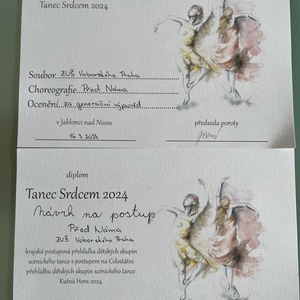 Tanec Srdcem 2024
Soubor ZUŠ Voborského Praha
Choreografie Před Náma
Ocenění za generační výpověď
v Jablonci nad Nisou
16.3.2024
předseda poroty
diplom
Tanec Srdcem 2024
Návrh na postup
Před Náma
ZUŠ Voborského Praha
krajská postupová přehlídka dětských skupin
scénického tance s postupem na Celostátní
přehlídku dětských skupin scénického tance
Kutná Hora 2024